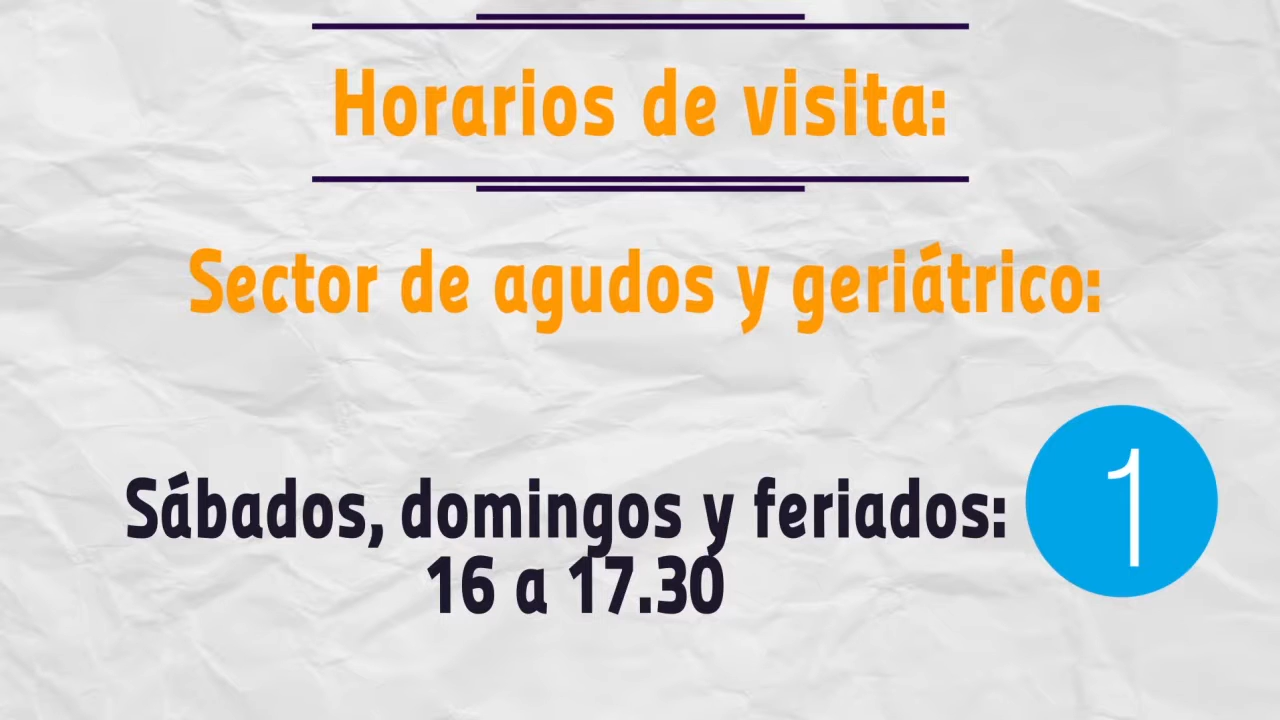 Horarios de visita:
Sector de agudos y geriátrico:
Sábados, domingos y feriados:
16 a 17.30
1